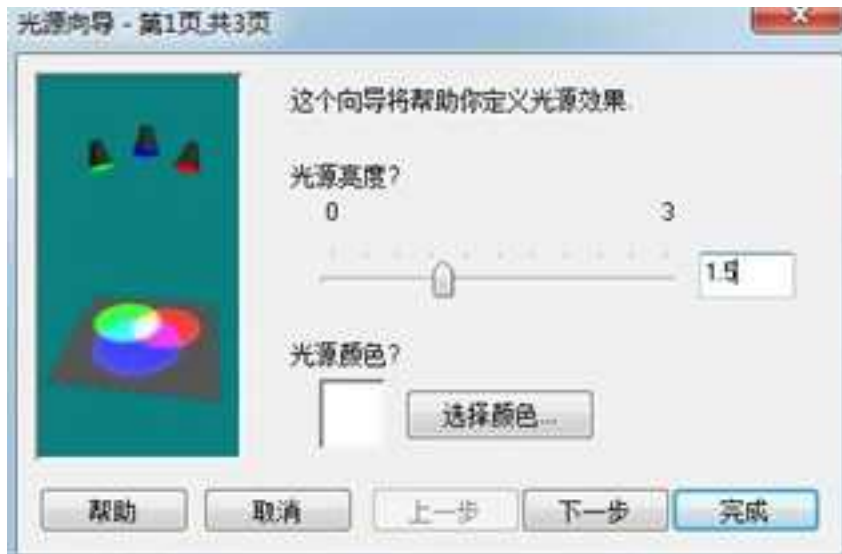 光源向导 - 第1页,共3页
这个向导将帮助你定义光源效果.
光源亮度?
0 3
1.5
光源颜色?
选择颜色...
帮助 取消 上一步 下一步 完成